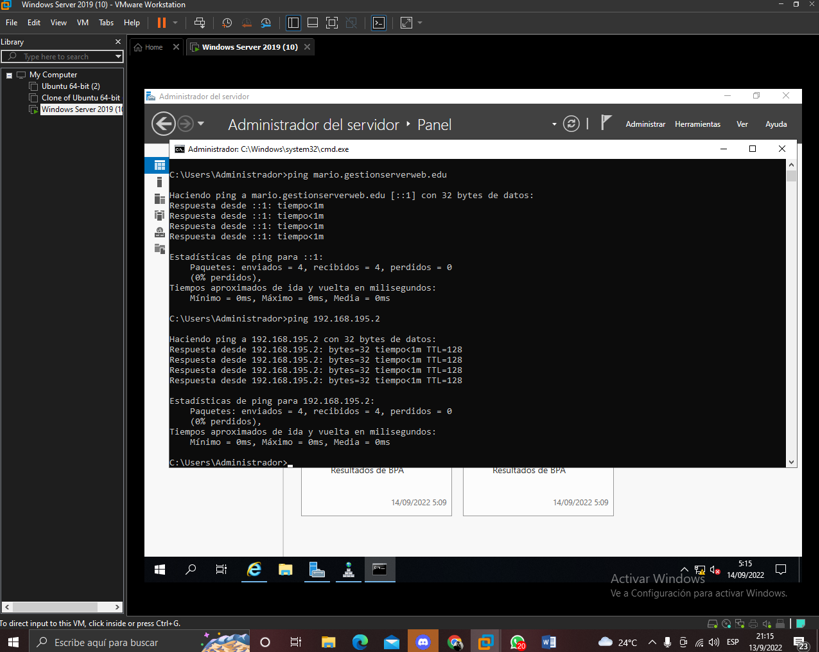 Windows Server 2019 (10) - VMware Workstation
File Edit View VM Tabs Help
Library
Type here to search
My Computer
Ubuntu 64-bit (2)
Clone of Ubuntu 64-bit
Windows Server 2019 (10
Home
Windows Server 2019 (10)
Administrador del servidor
Administrador del servidor Panel
Administrar Herramientas Ver Ayuda
Administrador: C:\Windows\system32\cmd.exe
C:\Users\Administrador>ping mario.gestionserverweb.edu
Haciendo ping a mario.gestionserverweb.edu [::1] con 32 bytes de datos:
Respuesta desde ::1: tiempo<1m
Respuesta desde ::1: tiempo<1m
Respuesta desde ::1: tiempo<1m
Respuesta desde ::1: tiempo<1m
Estadísticas de ping para ::1:
Paquetes: enviados = 4, recibidos = 4, perdidos = 0
(0% perdidos),
Tiempos aproximados de ida y vuelta en milisegundos:
Mínimo = 0ms, Máximo = 0ms, Media = 0ms
C:\Users\Administrador>ping 192.168.195.2
Haciendo ping a 192.168.195.2 con 32 bytes de datos:
Respuesta desde 192.168.195.2: bytes=32 tiempo<1m TTL=128
Respuesta desde 192.168.195.2: bytes=32 tiempo<1m TTL=128
Respuesta desde 192.168.195.2: bytes=32 tiempo<1m TTL=128
Respuesta desde 192.168.195.2: bytes=32 tiempo<1m TTL=128
Estadísticas de ping para 192.168.195.2:
Paquetes: enviados = 4, recibidos = 4, perdidos = 0
(0% perdidos),
Tiempos aproximados de ida y vuelta en milisegundos:
Mínimo = 0ms, Máximo = 0ms, Media = 0ms
C:\Users\Administrador>
Resultados de BPA
Resultados de BPA
14/09/2022 5:09
14/09/2022 5:09
5:15
14/09/2022
Activar Windows
Ve a Configuración para activar Windows.
To direct input to this VM, click inside or press Ctrl+G.
Escribe aquí para buscar
20
24°C
ESP
21:15
13/9/2022
23